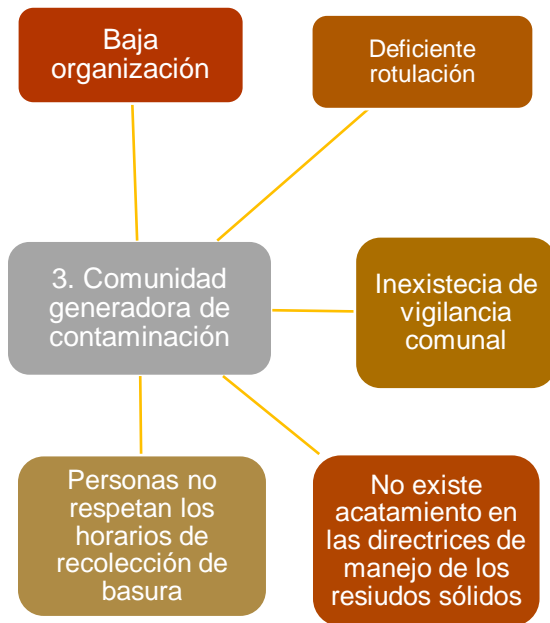 Baja
organización
Deficiente
rotulación
3. Comunidad
generadora de
contaminación
Inexistecia de
vigilancia
comunal
Personas no
respetan los
horarios de
recolección de
basura
No existe
acatamiento en
las directrices de
manejo de los
resiudos sólidos